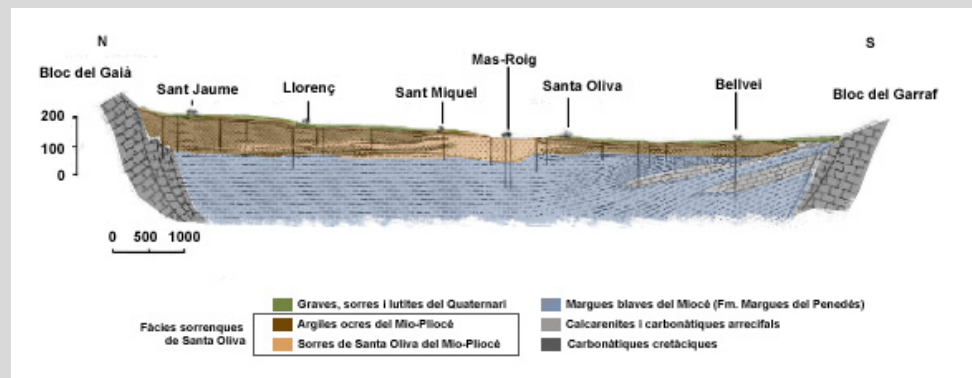 N
S
Mas-Roig
Bloc del Gaià
Sant Jaume
Llorenç
Sant Miquel
Santa Oliva
Bellvei
Bloc del Garraf
200
100
0
0 500 1000
Graves, sorres i lutites del Quaternari
Margues blaves del Miocé (Fm. Margues del Penedès)
Fàcies sorrenques
de Santa Oliva
Argiles ocres del Mio-Pliocè
Calcarenites i carbonàtiques arrecifals
Sorres de Santa Oliva del Mio-Pliocè
Carbonàtiques cretàciques